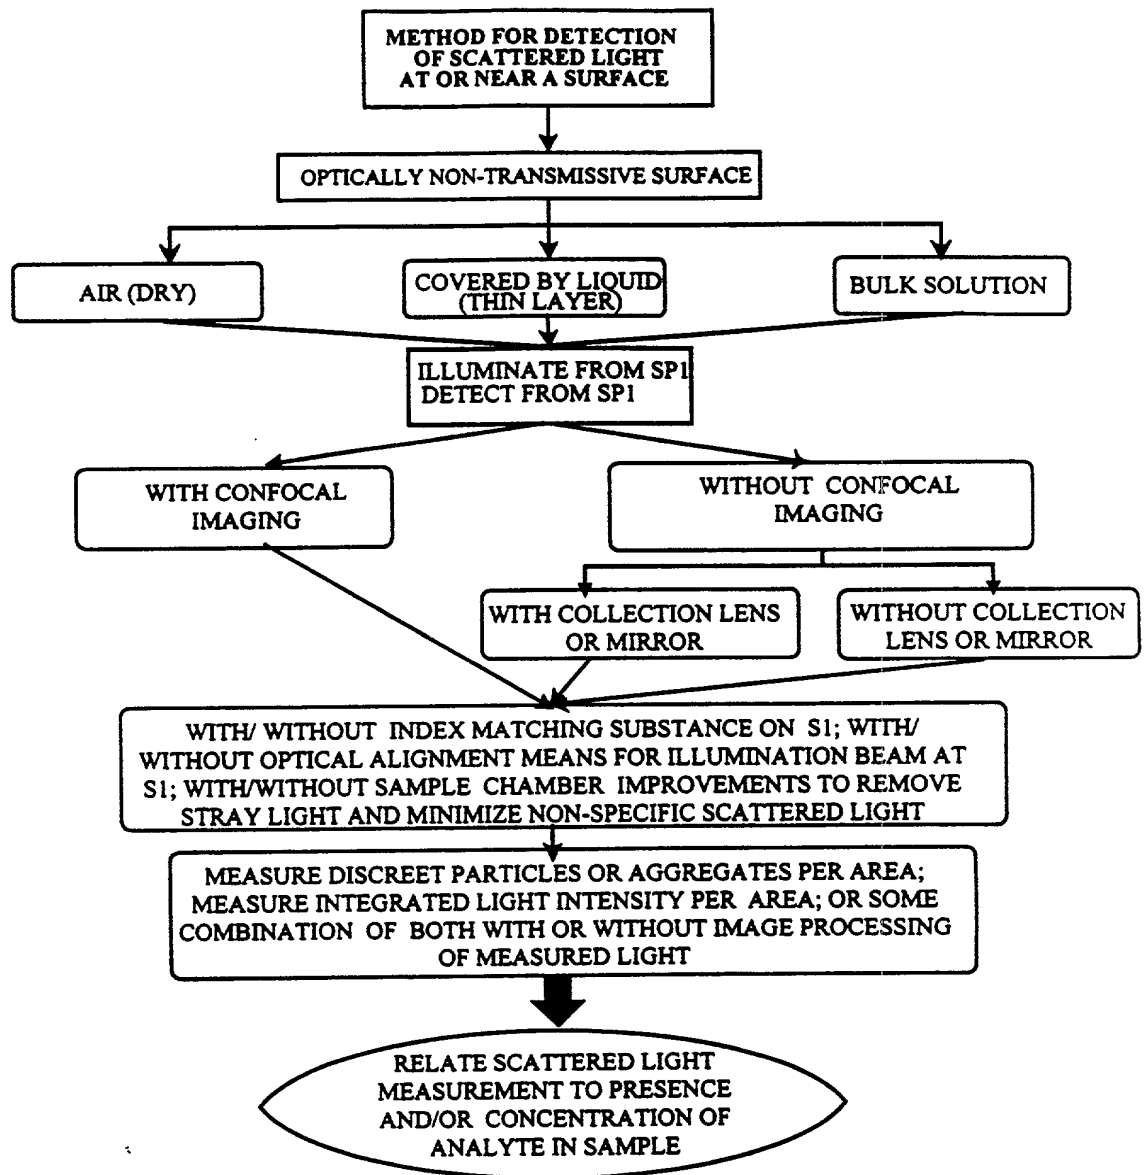 METHOD FOR DETECTION
OF SCATTERED LIGHT
AT OR NEAR A SURFACE
OPTICALLY NON-TRANSMISSIVE SURFACE
AIR (DRY)
COVERED BY LIQUID
(THIN LAYER)
BULK SOLUTION
ILLUMINATE FROM SP1
DETECT FROM SP1
WITH CONFOCAL
IMAGING
WITHOUT CONFOCAL
IMAGING
WITH COLLECTION LENS
OR MIRROR
WITHOUT COLLECTION
LENS OR MIRROR
WITH/ WITHOUT INDEX MATCHING SUBSTANCE ON S1; WITH/
WITHOUT OPTICAL ALIGNMENT MEANS FOR ILLUMINATION BEAM AT
S1; WITH/WITHOUT SAMPLE CHAMBER IMPROVEMENTS TO REMOVE
STRAY LIGHT AND MINIMIZE NON-SPECIFIC SCATTERED LIGHT
MEASURE DISCREET PARTICLES OR AGGREGATES PER AREA;
MEASURE INTEGRATED LIGHT INTENSITY PER AREA; OR SOME
COMBINATION OF BOTH WITH OR WITHOUT IMAGE PROCESSING
OF MEASURED LIGHT
RELATE SCATTERED LIGHT
MEASUREMENT TO PRESENCE
AND/OR CONCENTRATION OF
ANALYTE IN SAMPLE